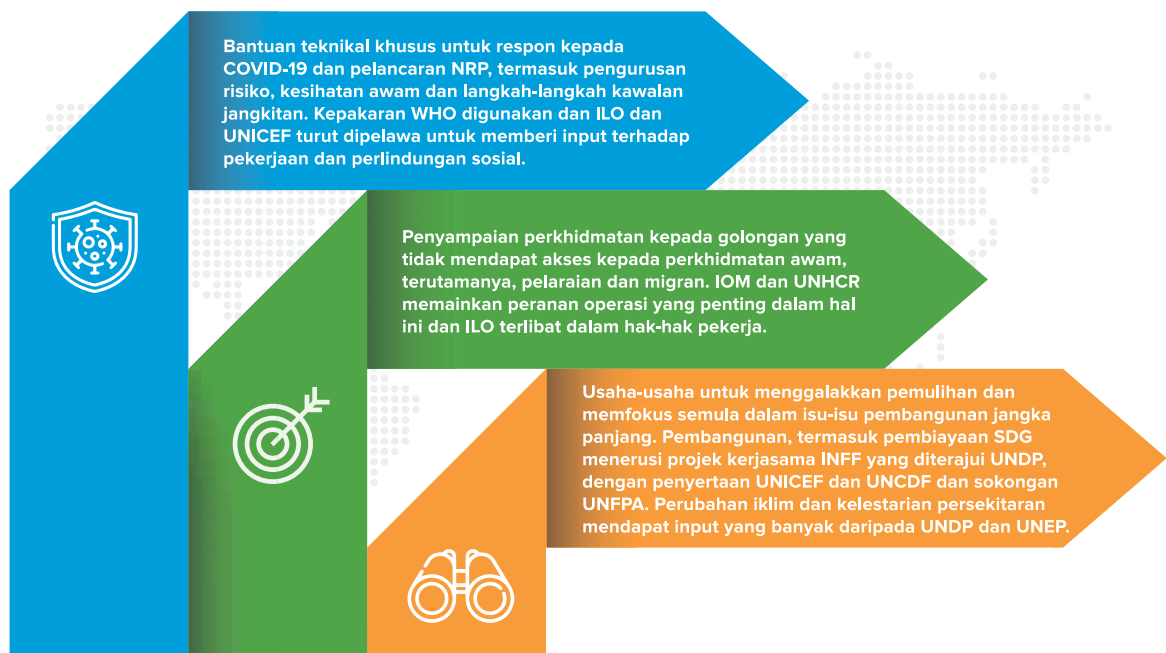 Bantuan teknikal khusus untuk respon kepada
COVID-19 dan pelancaran NRP, termasuk pengurusan
risiko, kesihatan awam dan langkah-langkah kawalan
jangkitan. Kepakaran WHO digunakan dan ILO dan
UNICEF turut dipelawa untuk memberi input terhadap
pekerjaan dan perlindungan sosial.
Penyampaian perkhidmatan kepada golongan yang
tidak mendapat akses kepada perkhidmatan awam,
terutamanya, pelaraian dan migran. IOM dan UNHCR
memainkan peranan operasi yang penting dalam hal
ini dan ILO terlibat dalam hak-hak pekerja.
Usaha-usaha untuk menggalakkan pemulihan dan
memfokus semula dalam isu-isu pembangunan jangka
panjang. Pembangunan, termasuk pembiayaan SDG
menerusi projek kerjasama INFF yang diterajui UNDP,
dengan penyertaan UNICEF dan UNCDF dan sokongan
UNFPA. Perubahan iklim dan kelestarian persekitaran
mendapat input yang banyak daripada UNDP dan UNEP.